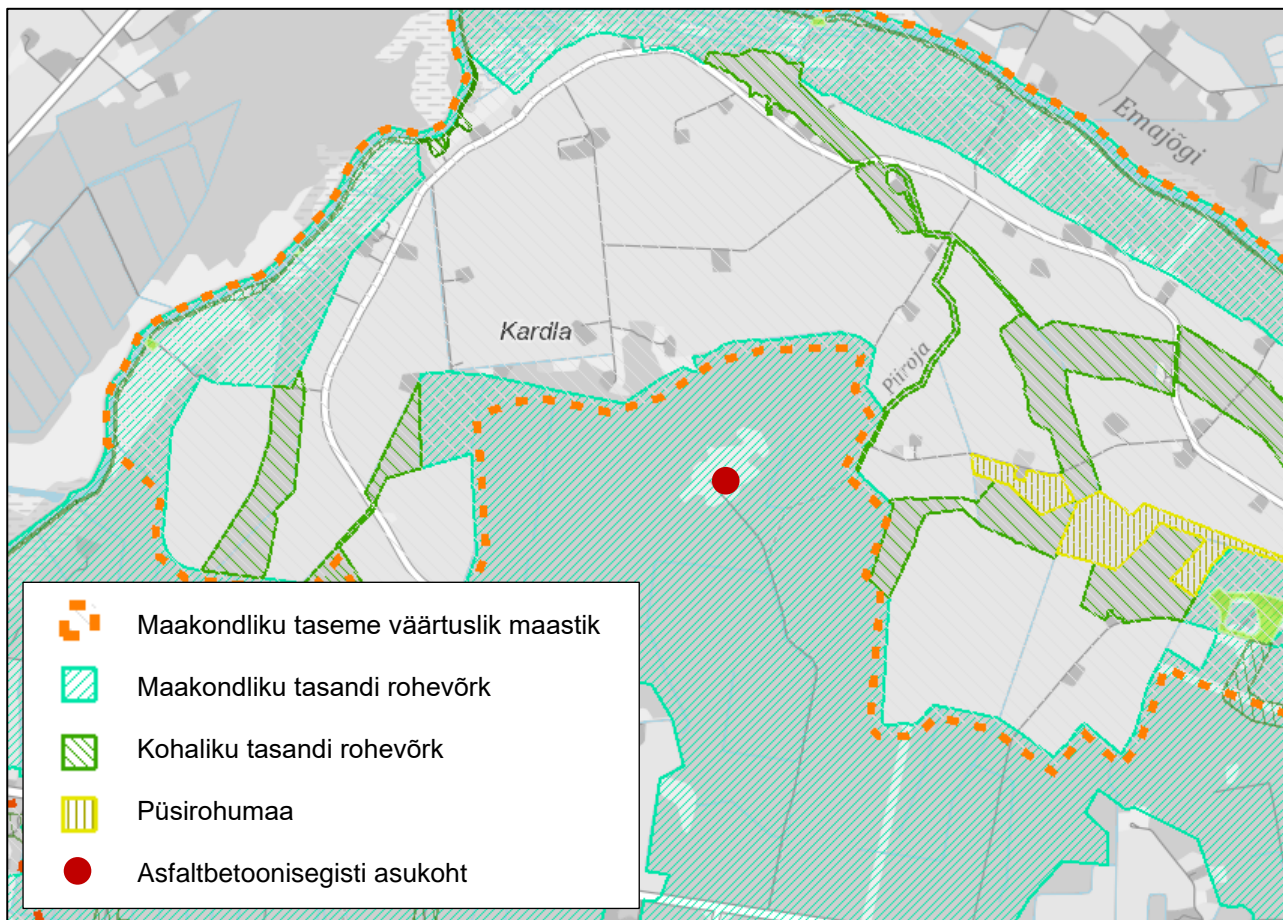 Emajõgi
Kardla
Piiroja
Maakondliku taseme väärtuslik maastik
Maakondliku tasandi rohevõrk
Kohaliku tasandi rohevõrk
Püsirohumaa
Asfaltbetoonisegisti asukoht